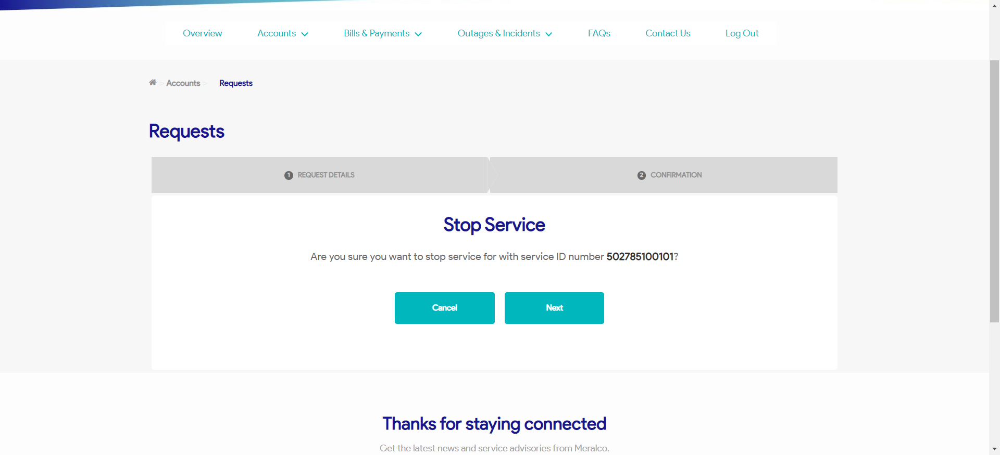 Overview Accounts Bills & Payments Outages & Incidents FAQs Contact Us Log Out
> Accounts > Requests
Requests
1 REQUEST DETAILS 2 CONFIRMATION
Stop Service
Are you sure you want to stop service for with service ID number 502785100101?
Cancel Next
Thanks for staying connected
Get the latest news and service advisories from Meralco.